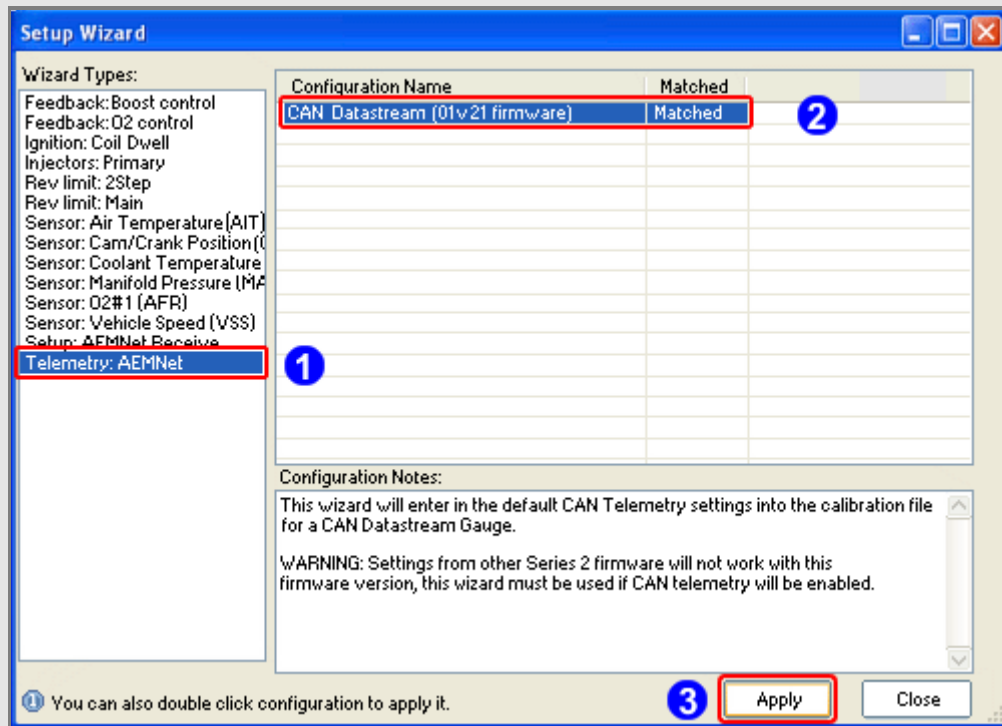 Setup Wizard
Wizard Types:
Feedback: Boost control
Feedback: O2 control
Ignition: Coil Dwell
Injectors: Primary
Rev limit: 2Step
Rev limit: Main
Sensor: Air Temperature (AIT)
Sensor: Cam/Crank Position (
Sensor: Coolant Temperature
Sensor: Manifold Pressure (MA
Sensor: O2#1 (AFR)
Sensor: Vehicle Speed (VSS)
Setup: AEMNet Receive
Telemetry: AEMNet
1
Configuration Name Matched
CAN Datastream (01v21 firmware) Matched
2
Configuration Notes:
This wizard will enter in the default CAN Telemetry settings into the calibration file
for a CAN Datastream Gauge.
WARNING: Settings from other Series 2 firmware will not work with this
firmware version, this wizard must be used if CAN telemetry will be enabled.
You can also double click configuration to apply it.
3
Apply
Close